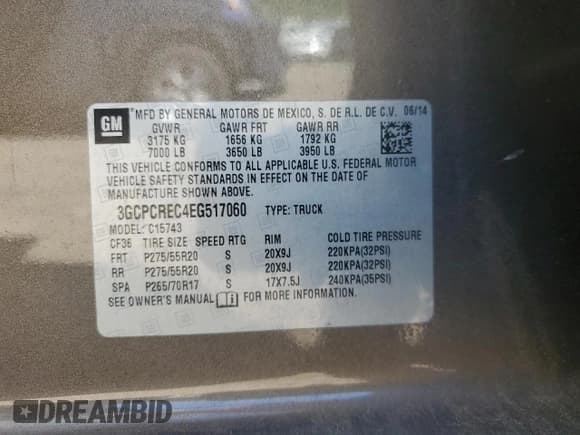 GM
MFD BY GENERAL MOTORS DE MEXICO, S. DE R.L. DE C.V. 06/14
GVWR GAWR FRT GAWR RR
3175 KG 1656 KG 1792 KG
7000 LB 3650 LB 3950 LB
THIS VEHICLE CONFORMS TO ALL APPLICABLE U.S. FEDERAL MOTOR
VEHICLE SAFETY STANDARDS IN EFFECT ON THE DATE OF
MANUFACTURE SHOWN ABOVE.
3GCPCREC4EG517060 TYPE: TRUCK
MODEL: C15743
CF36 TIRE SIZE SPEED RTG RIM COLD TIRE PRESSURE
FRT P275/55R20 S 20X9J 220KPA(32PSI)
RR P275/55R20 S 20X9J 220KPA(32PSI)
SPA P265/70R17 S 17X7.5J 240KPA(35PSI)
SEE OWNER'S MANUAL FOR MORE INFORMATION.
DREAMBID